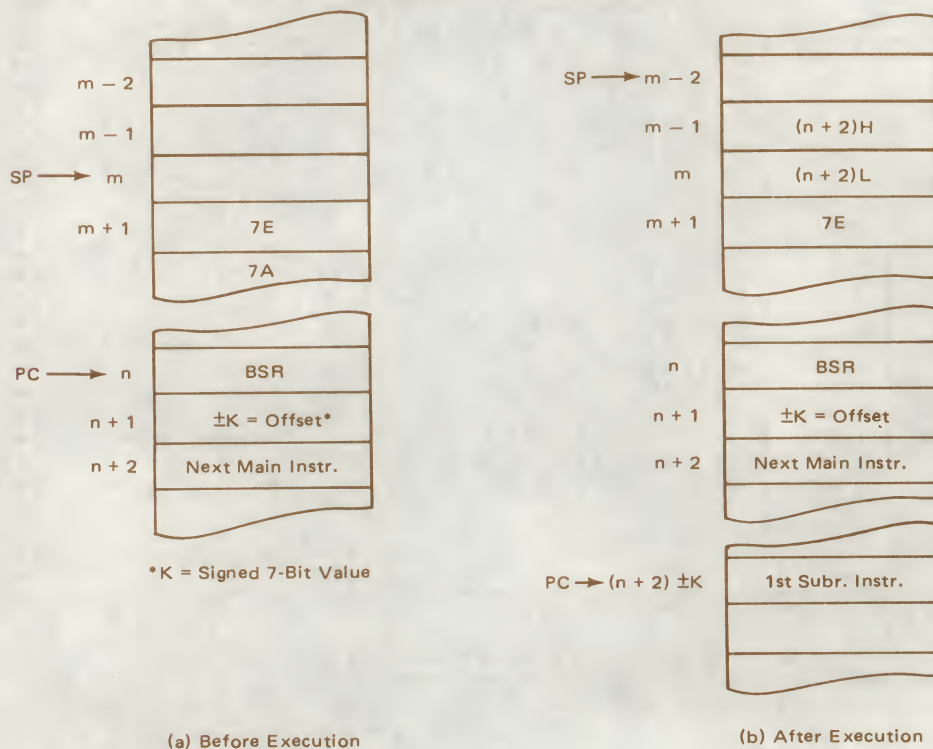 m – 2
m – 1
SP → m
m + 1 7E
7A
PC → n BSR
n + 1 ±K = Offset*
n + 2 Next Main Instr.
*K = Signed 7-Bit Value
(a) Before Execution
SP → m – 2
m – 1 (n + 2)H
m (n + 2)L
m + 1 7E
n BSR
n + 1 ±K = Offset
n + 2 Next Main Instr.
PC → (n + 2) ±K 1st Subr. Instr.
(b) After Execution